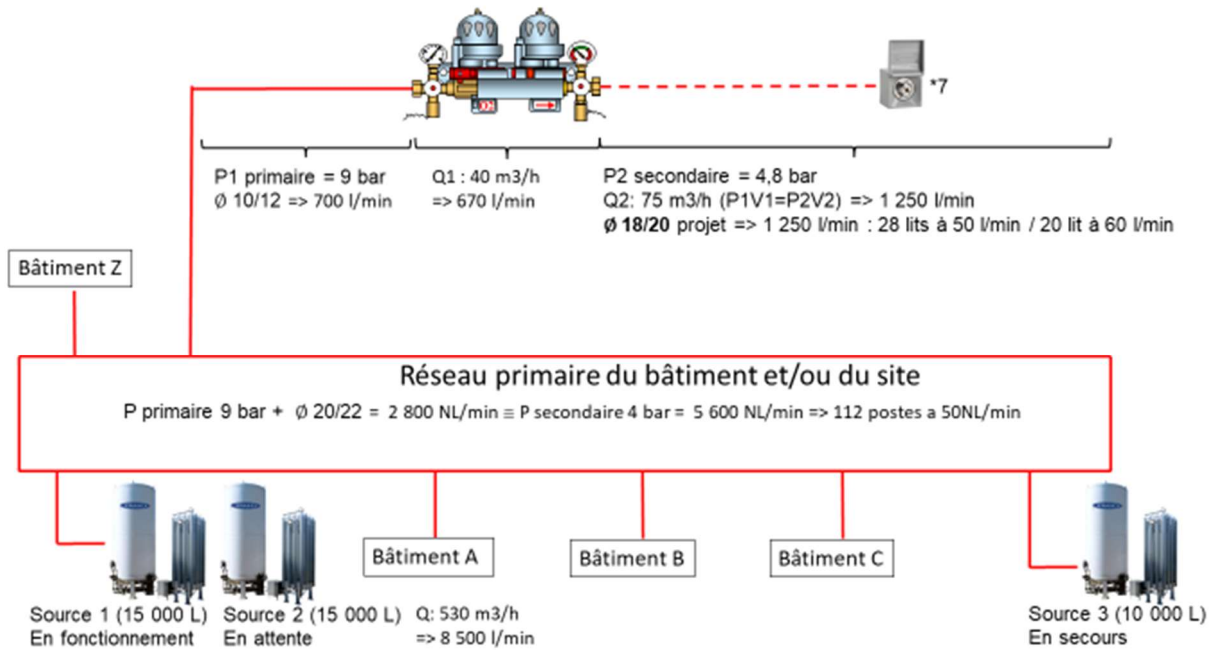 *7
P1 primaire = 9 bar
Ø 10/12 => 700 l/min
Q1 : 40 m3/h
=> 670 l/min
P2 secondaire = 4,8 bar
Q2: 75 m3/h (P1V1=P2V2) => 1 250 l/min
Ø 18/20 projet => 1 250 l/min : 28 lits à 50 l/min / 20 lit à 60 l/min
Bâtiment Z
Réseau primaire du bâtiment et/ou du site
P primaire 9 bar + Ø 20/22 = 2 800 NL/min ≡ P secondaire 4 bar = 5 600 NL/min => 112 postes a 50NL/min
Bâtiment A
Bâtiment B
Bâtiment C
Source 1 (15 000 L)
En fonctionnement
Source 2 (15 000 L)
En attente
Q: 530 m3/h
=> 8 500 l/min
Source 3 (10 000 L)
En secours